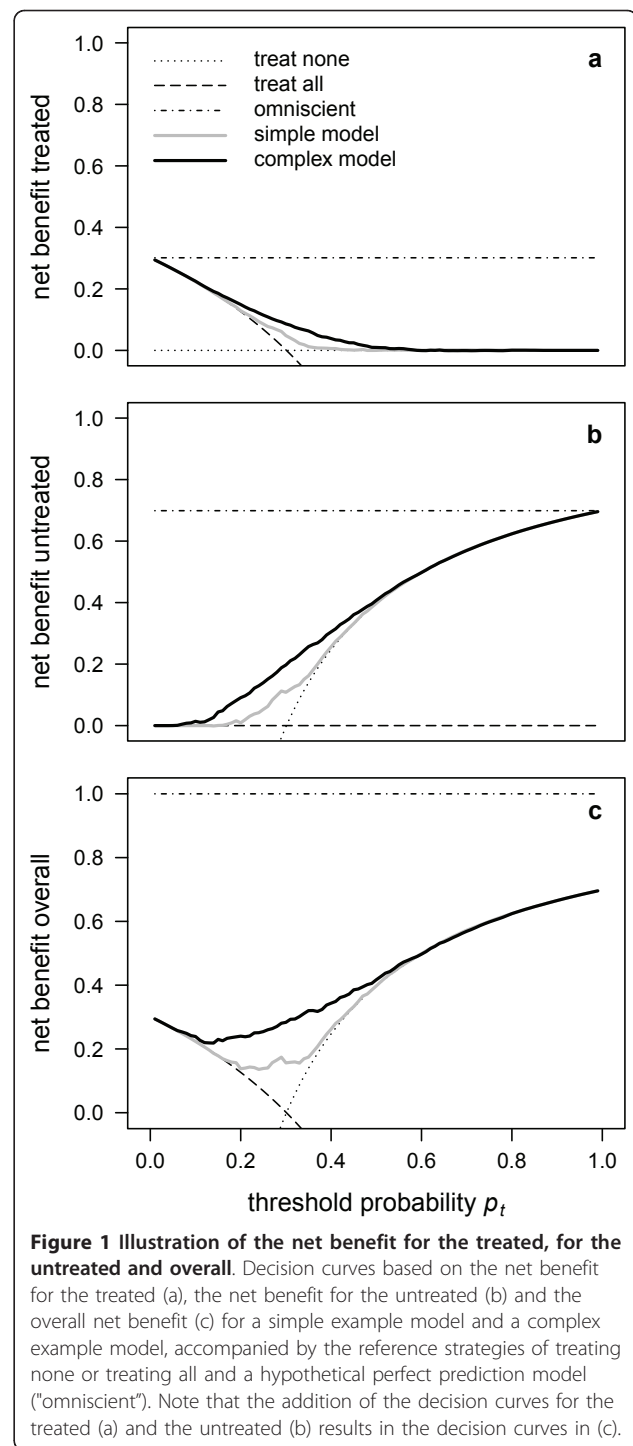 a
treat none
treat all
omniscient
simple model
complex model
net benefit treated
1.0
0.8
0.6
0.4
0.2
0.0
b
net benefit untreated
1.0
0.8
0.6
0.4
0.2
0.0
c
net benefit overall
1.0
0.8
0.6
0.4
0.2
0.0
0.0 0.2 0.4 0.6 0.8 1.0
threshold probability pt
Figure 1 Illustration of the net benefit for the treated, for the
untreated and overall. Decision curves based on the net benefit
for the treated (a), the net benefit for the untreated (b) and the
overall net benefit (c) for a simple example model and a complex
example model, accompanied by the reference strategies of treating
none or treating all and a hypothetical perfect prediction model
("omniscient"). Note that the addition of the decision curves for the
treated (a) and the untreated (b) results in the decision curves in (c).